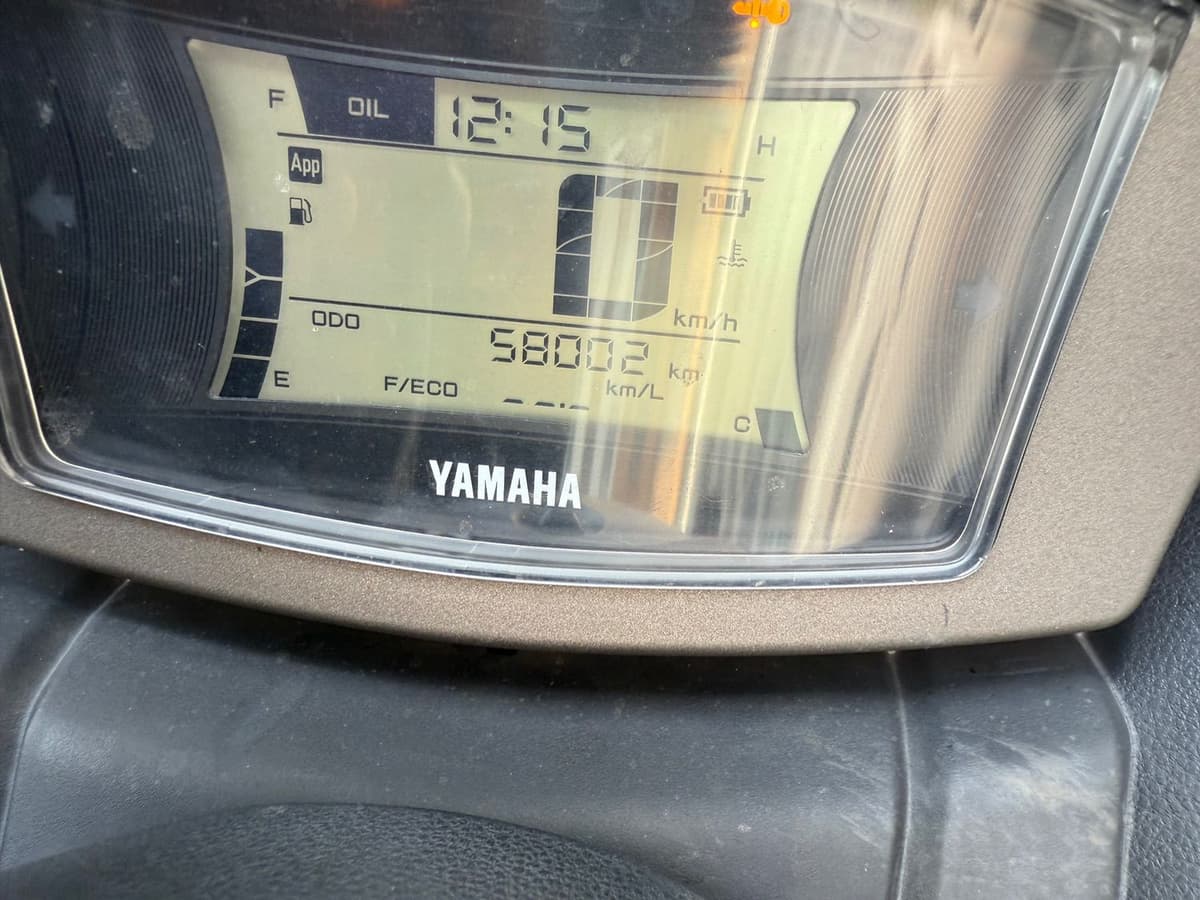 F OIL 12:15 H
App
0 km/h
ODO 58002 km
E F/ECO km/L C
YAMAHA